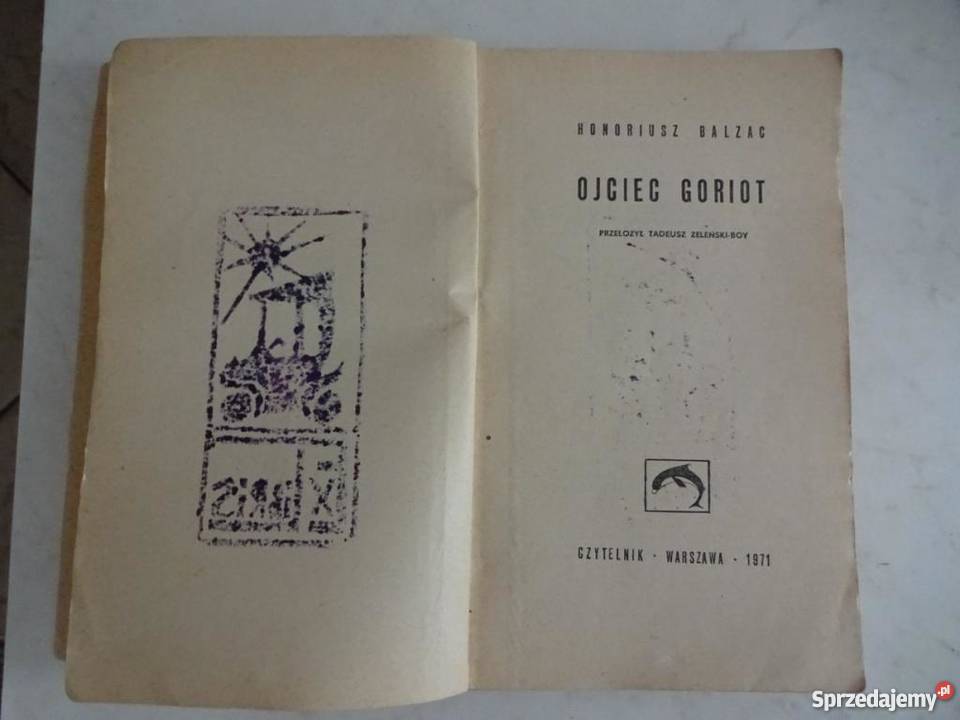 HONORIUSZ BALZAC
OJCIEC GORIOT
PRZEŁOŻYŁ TADEUSZ ŻELEŃSKI-BOY
CZYTELNIK · WARSZAWA · 1971
Sprzedajemy.pl